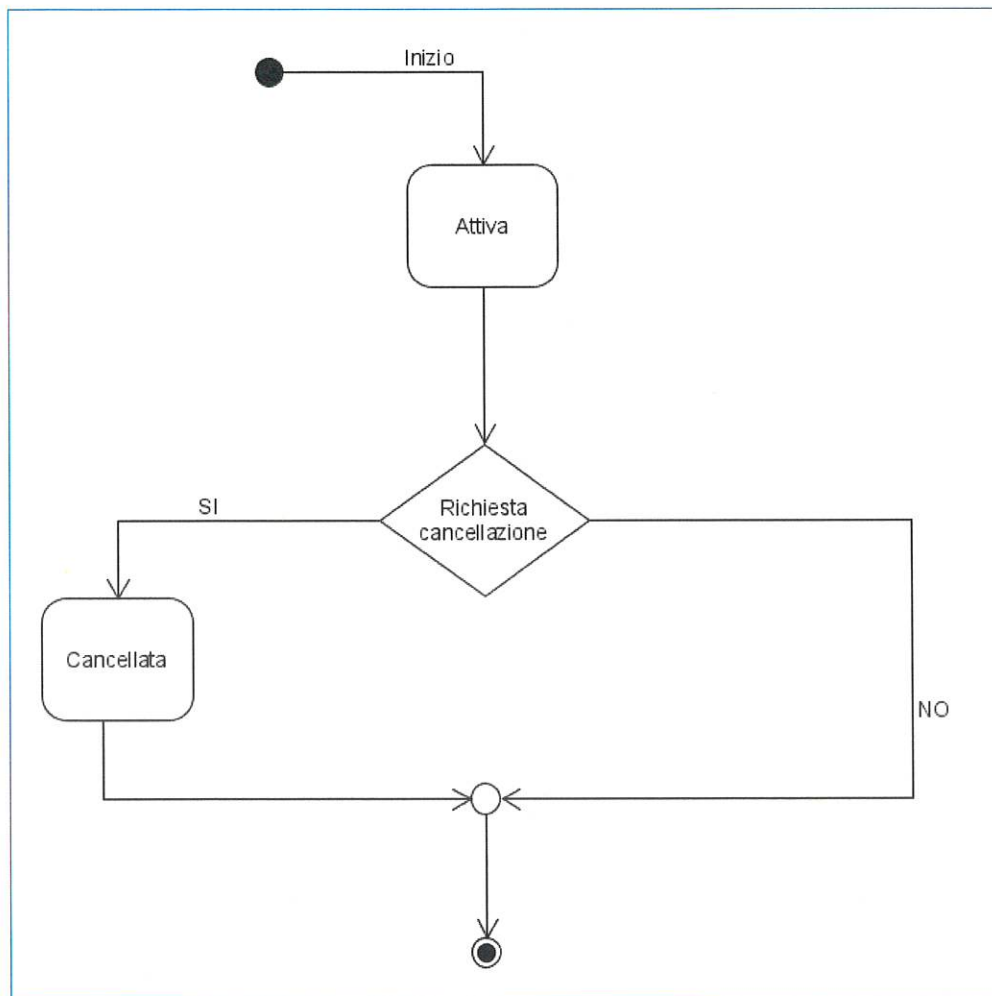 Inizio
Attiva
Richiesta
cancellazione
SI
Cancellata
NO